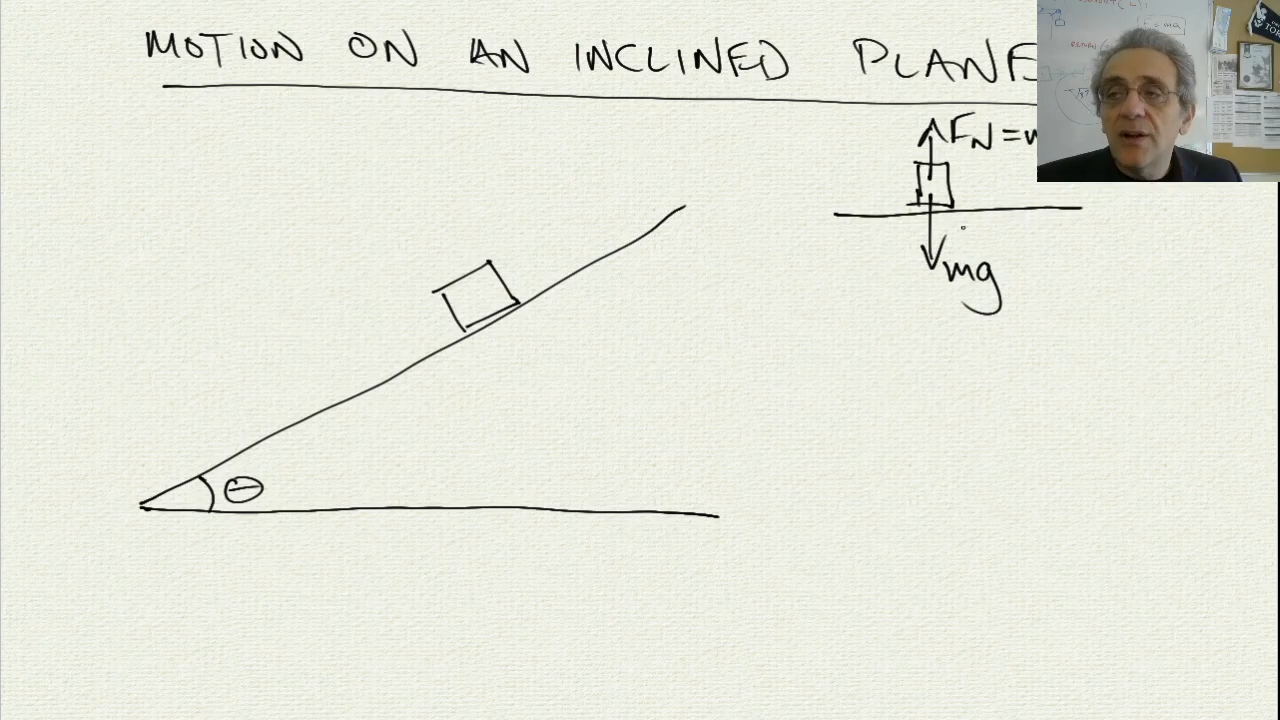 MOTION ON AN INCLINED PLANE
F_N =
mg
θ